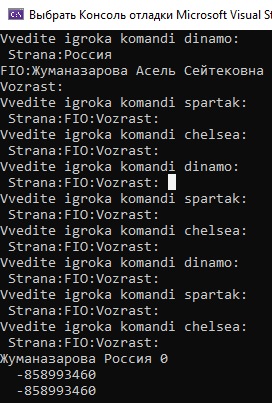 Выбрать Консоль отладки Microsoft Visual St
Vvedite igroka komandi dinamo:
Strana:Россия
FIO:Жуманазарова Асель Сейтековна
Vozrast:
Vvedite igroka komandi spartak:
Strana:FIO:Vozrast:
Vvedite igroka komandi chelsea:
Strana:FIO:Vozrast:
Vvedite igroka komandi dinamo:
Strana:FIO:Vozrast:
Vvedite igroka komandi spartak:
Strana:FIO:Vozrast:
Vvedite igroka komandi chelsea:
Strana:FIO:Vozrast:
Vvedite igroka komandi dinamo:
Strana:FIO:Vozrast:
Vvedite igroka komandi spartak:
Strana:FIO:Vozrast:
Vvedite igroka komandi chelsea:
Strana:FIO:Vozrast:
Жуманазарова Россия 0
-858993460
-858993460